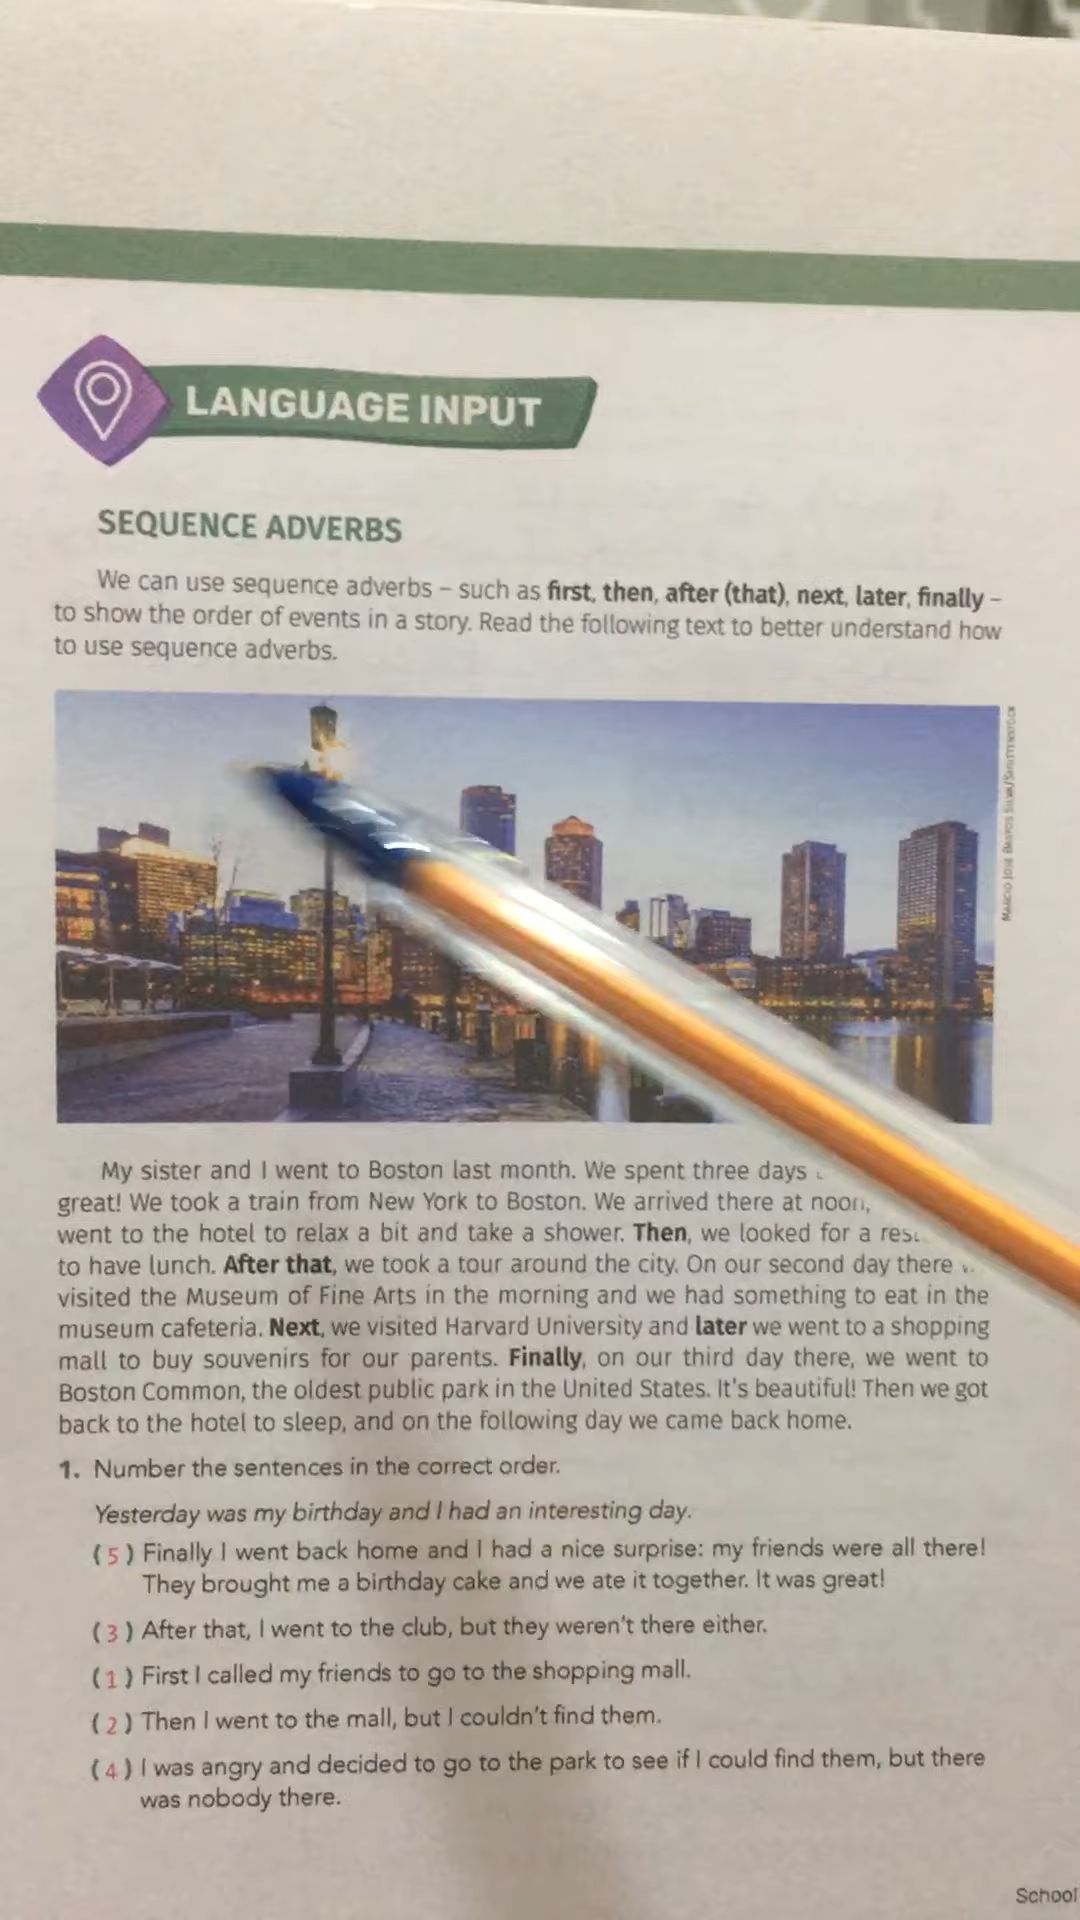 LANGUAGE INPUT
SEQUENCE ADVERBS
We can use sequence adverbs – such as first, then, after (that), next, later, finally –
to show the order of events in a story. Read the following text to better understand how
to use sequence adverbs.
MARCIO JOSE BASTOS SILVA/SHUTTERSTOCK
My sister and I went to Boston last month. We spent three days
great! We took a train from New York to Boston. We arrived there at noon,
went to the hotel to relax a bit and take a shower. Then, we looked for a
to have lunch. After that, we took a tour around the city. On our second day there
visited the Museum of Fine Arts in the morning and we had something to eat in the
museum cafeteria. Next, we visited Harvard University and later we went to a shopping
mall to buy souvenirs for our parents. Finally, on our third day there, we went to
Boston Common, the oldest public park in the United States. It's beautiful! Then we got
back to the hotel to sleep, and on the following day we came back home.
1. Number the sentences in the correct order.
Yesterday was my birthday and I had an interesting day.
(5) Finally I went back home and I had a nice surprise: my friends were all there!
They brought me a birthday cake and we ate it together. It was great!
(3) After that, I went to the club, but they weren't there either.
(1) First I called my friends to go to the shopping mall.
(2) Then I went to the mall, but I couldn't find them.
(4) I was angry and decided to go to the park to see if I could find them, but there
was nobody there.
School